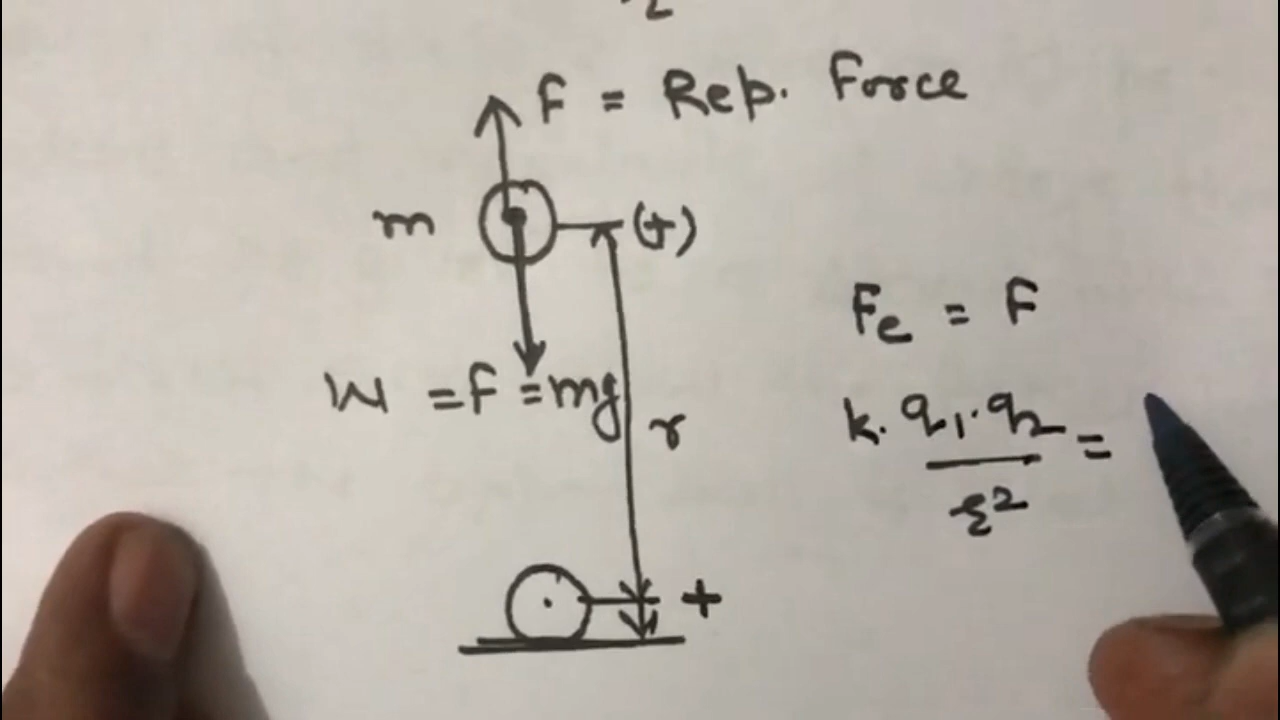 F = Rep. Force
m
(+)
W = F = mg
r
+
Fe = F
k. q1. q2 =
r2